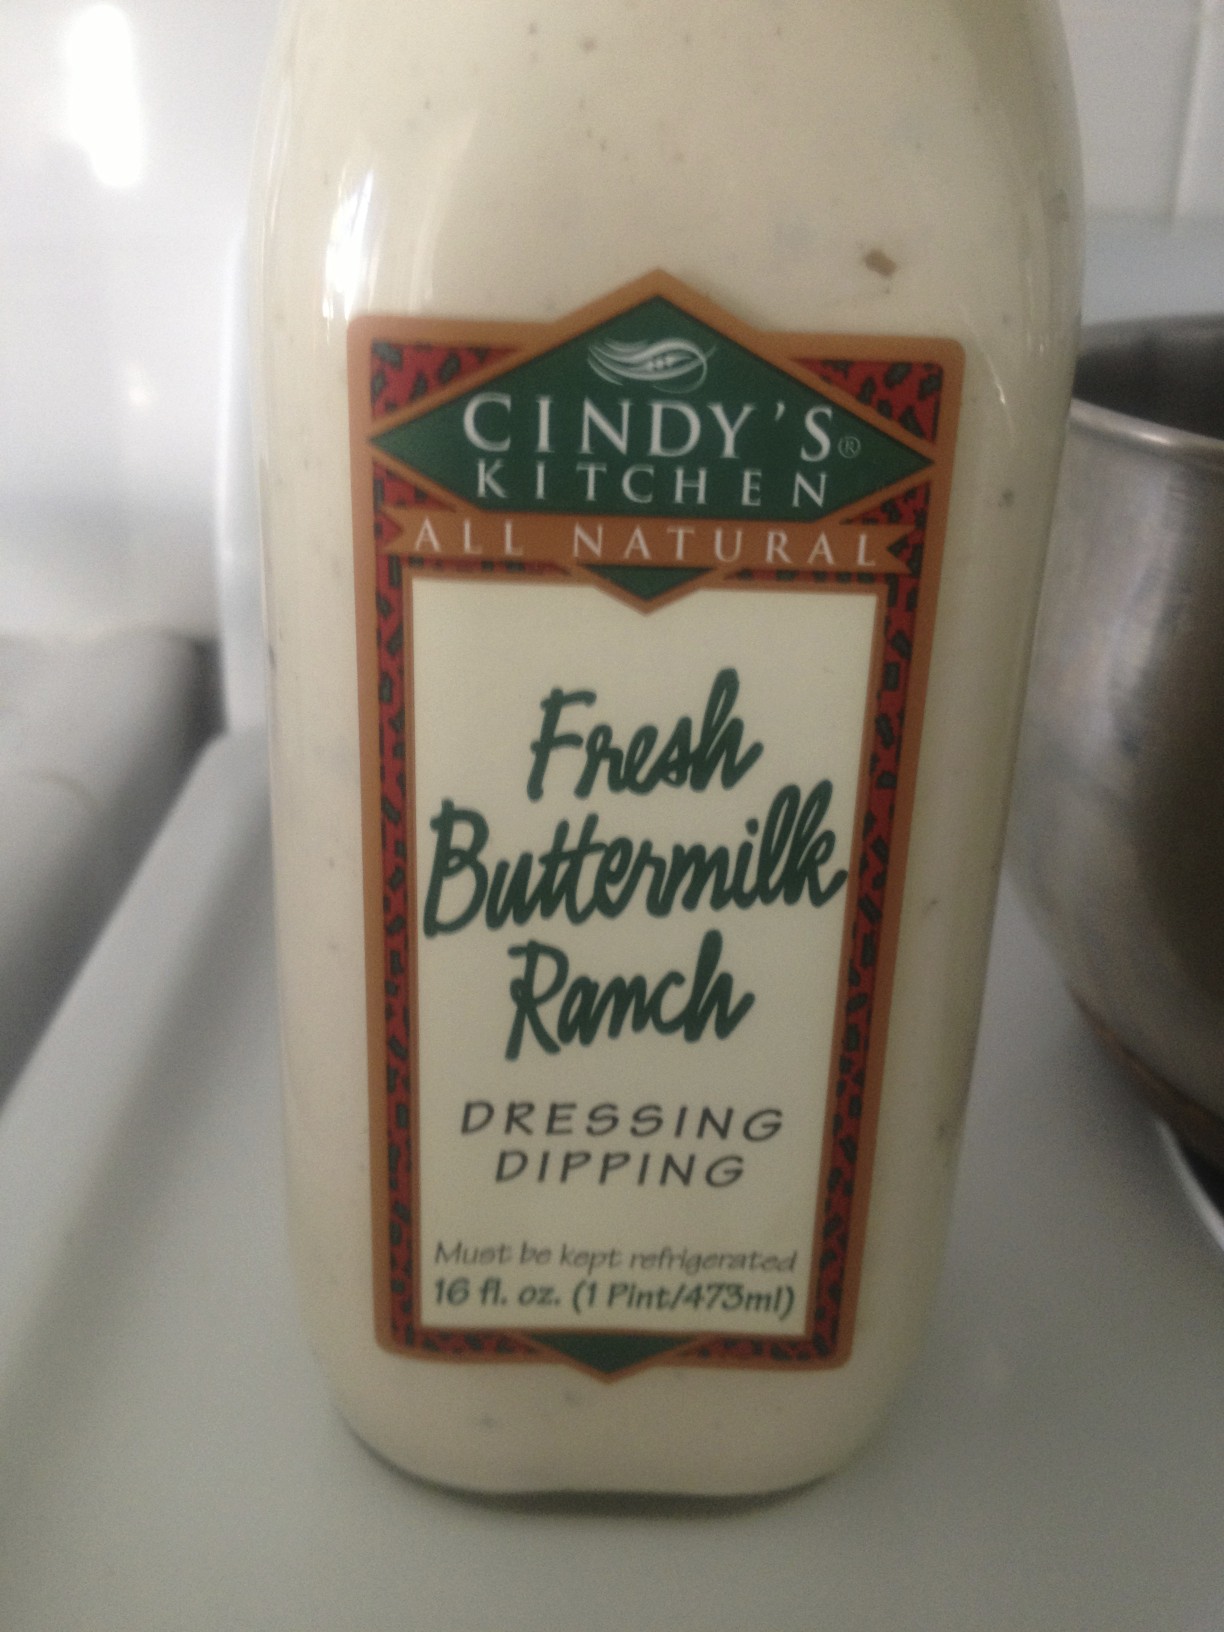 CINDY'S®
KITCHEN
ALL NATURAL
Fresh
Buttermilk
Ranch
DRESSING
DIPPING
Must be kept refrigerated
16 fl. oz. (1 Pint/473ml)